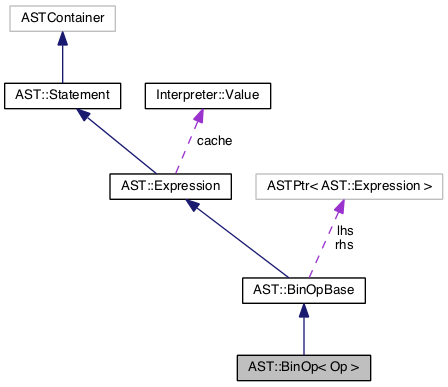 ASTContainer
AST::Statement
Interpreter::Value
cache
AST::Expression
ASTPtr< AST::Expression >
lhs
rhs
AST::BinOpBase
AST::BinOp< Op >